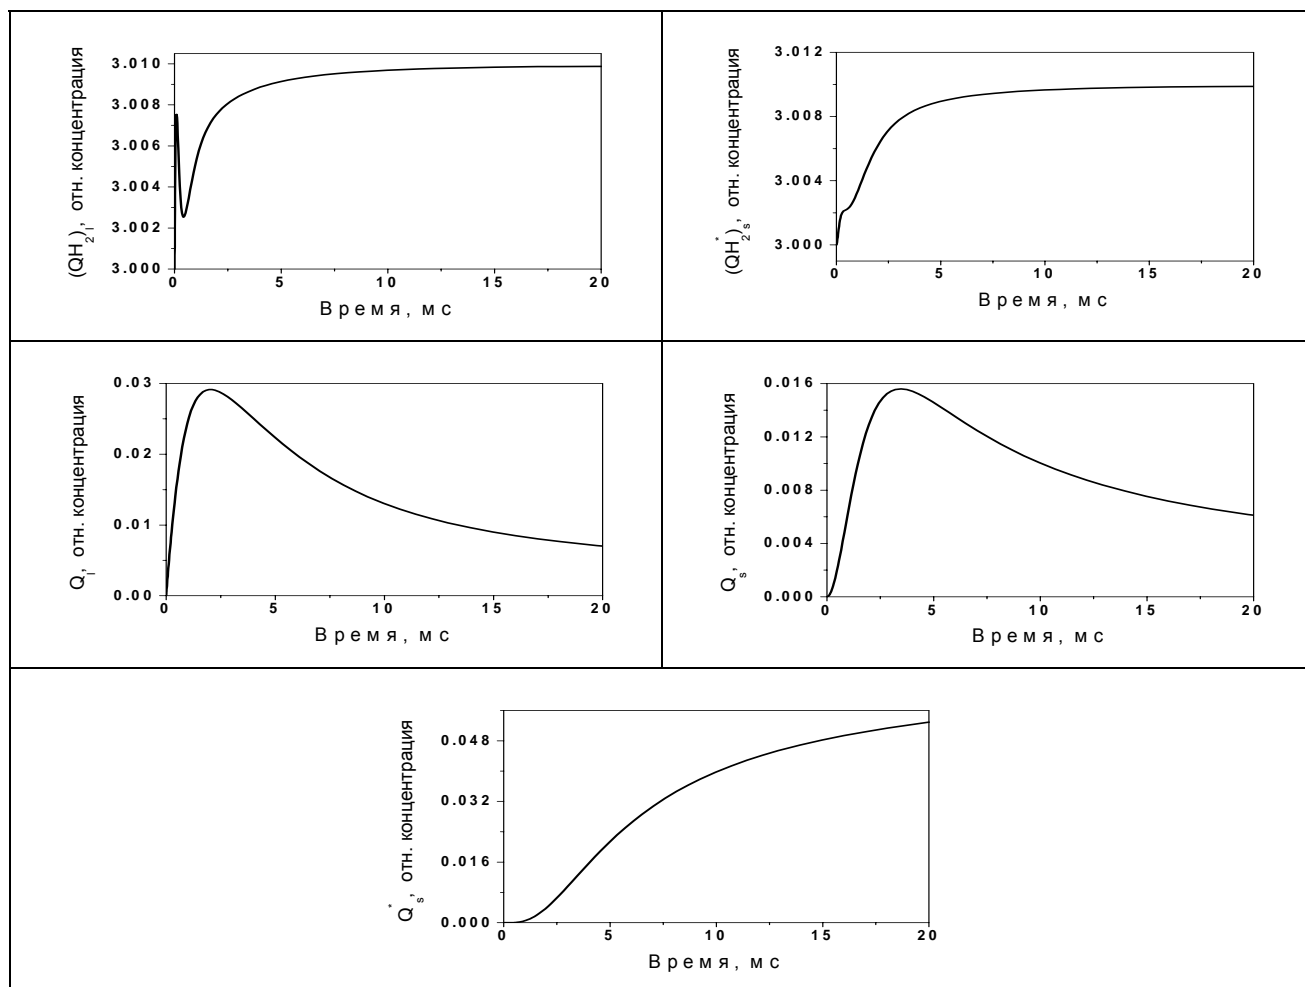 (QH₂)ₗ, отн. концентрация
3.010
3.008
3.006
3.004
3.002
3.000
0 5 10 15 20
Время, мс
(QH₂*)ₛ, отн. концентрация
3.012
3.008
3.004
3.000
0 5 10 15 20
Время, мс
Qₗ, отн. концентрация
0.03
0.02
0.01
0.00
0 5 10 15 20
Время, мс
Qₛ, отн. концентрация
0.016
0.012
0.008
0.004
0.000
0 5 10 15 20
Время, мс
Qₛ*, отн. концентрация
0.048
0.032
0.016
0.000
0 5 10 15 20
Время, мс